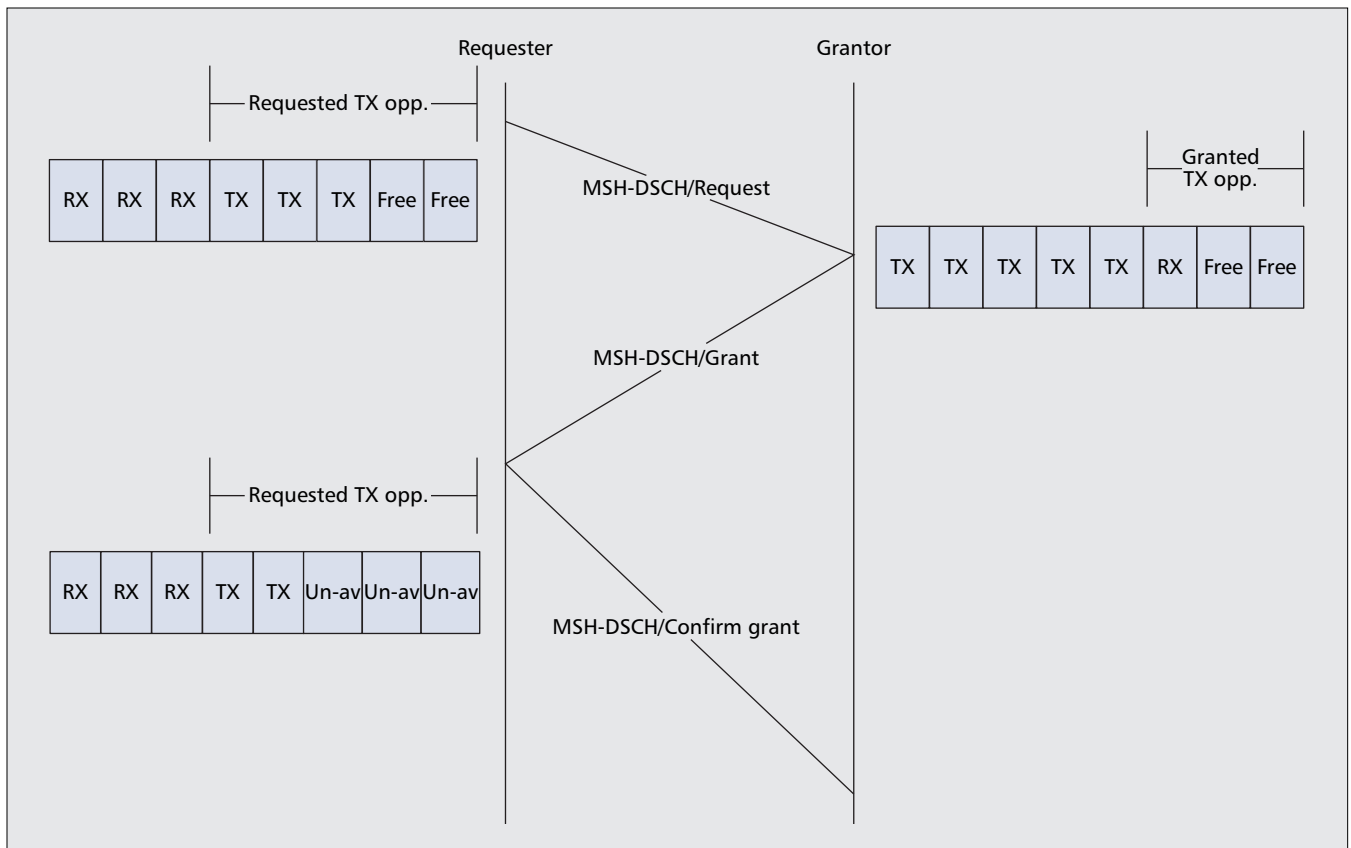 Requester
Grantor
Requested TX opp.
RX RX RX TX TX TX Free Free
MSH-DSCH/Request
Granted
TX opp.
TX TX TX TX TX RX Free Free
MSH-DSCH/Grant
Requested TX opp.
RX RX RX TX TX Un-av Un-av Un-av
MSH-DSCH/Confirm grant